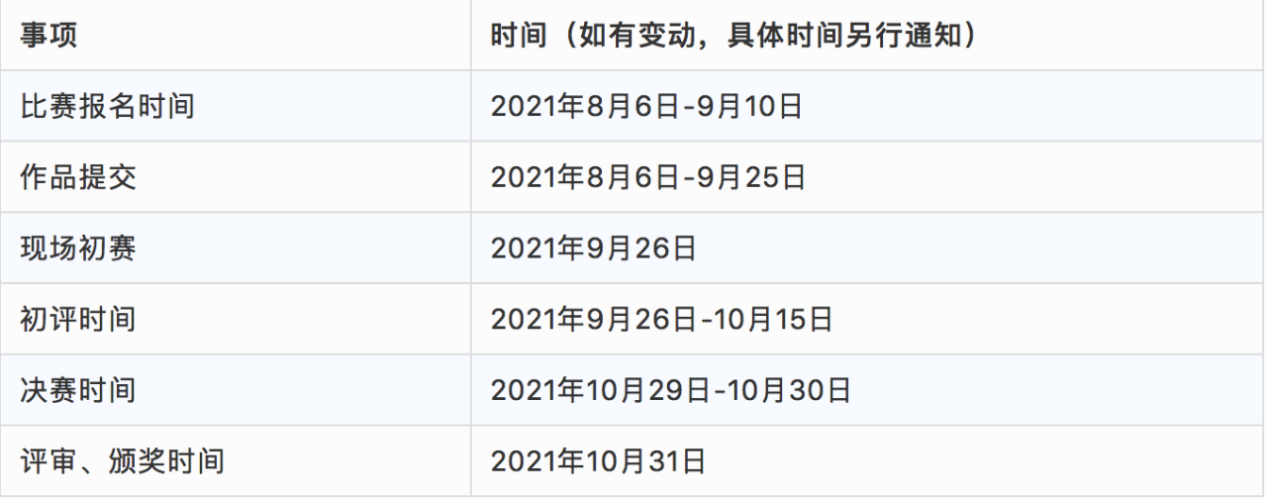 事项
时间（如有变动，具体时间另行通知）
比赛报名时间
2021年8月6日-9月10日
作品提交
2021年8月6日-9月25日
现场初赛
2021年9月26日
初评时间
2021年9月26日-10月15日
决赛时间
2021年10月29日-10月30日
评审、颁奖时间
2021年10月31日